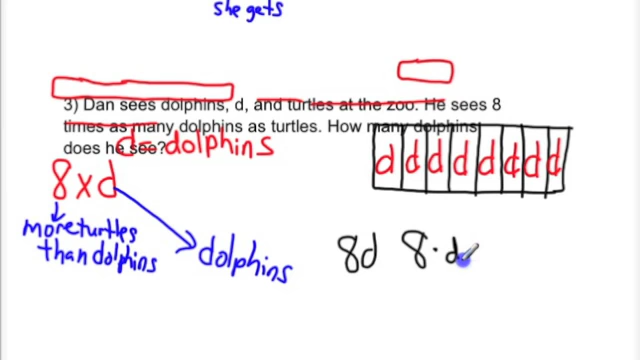 she gets
3) Dan sees dolphins, d, and turtles at the zoo. He sees 8
times as many dolphins as turtles. How many dolphins
does he see?
d= dolphins
d d d d d d d d
8xd
more turtles
than dolphins
dolphins
8d 8·d